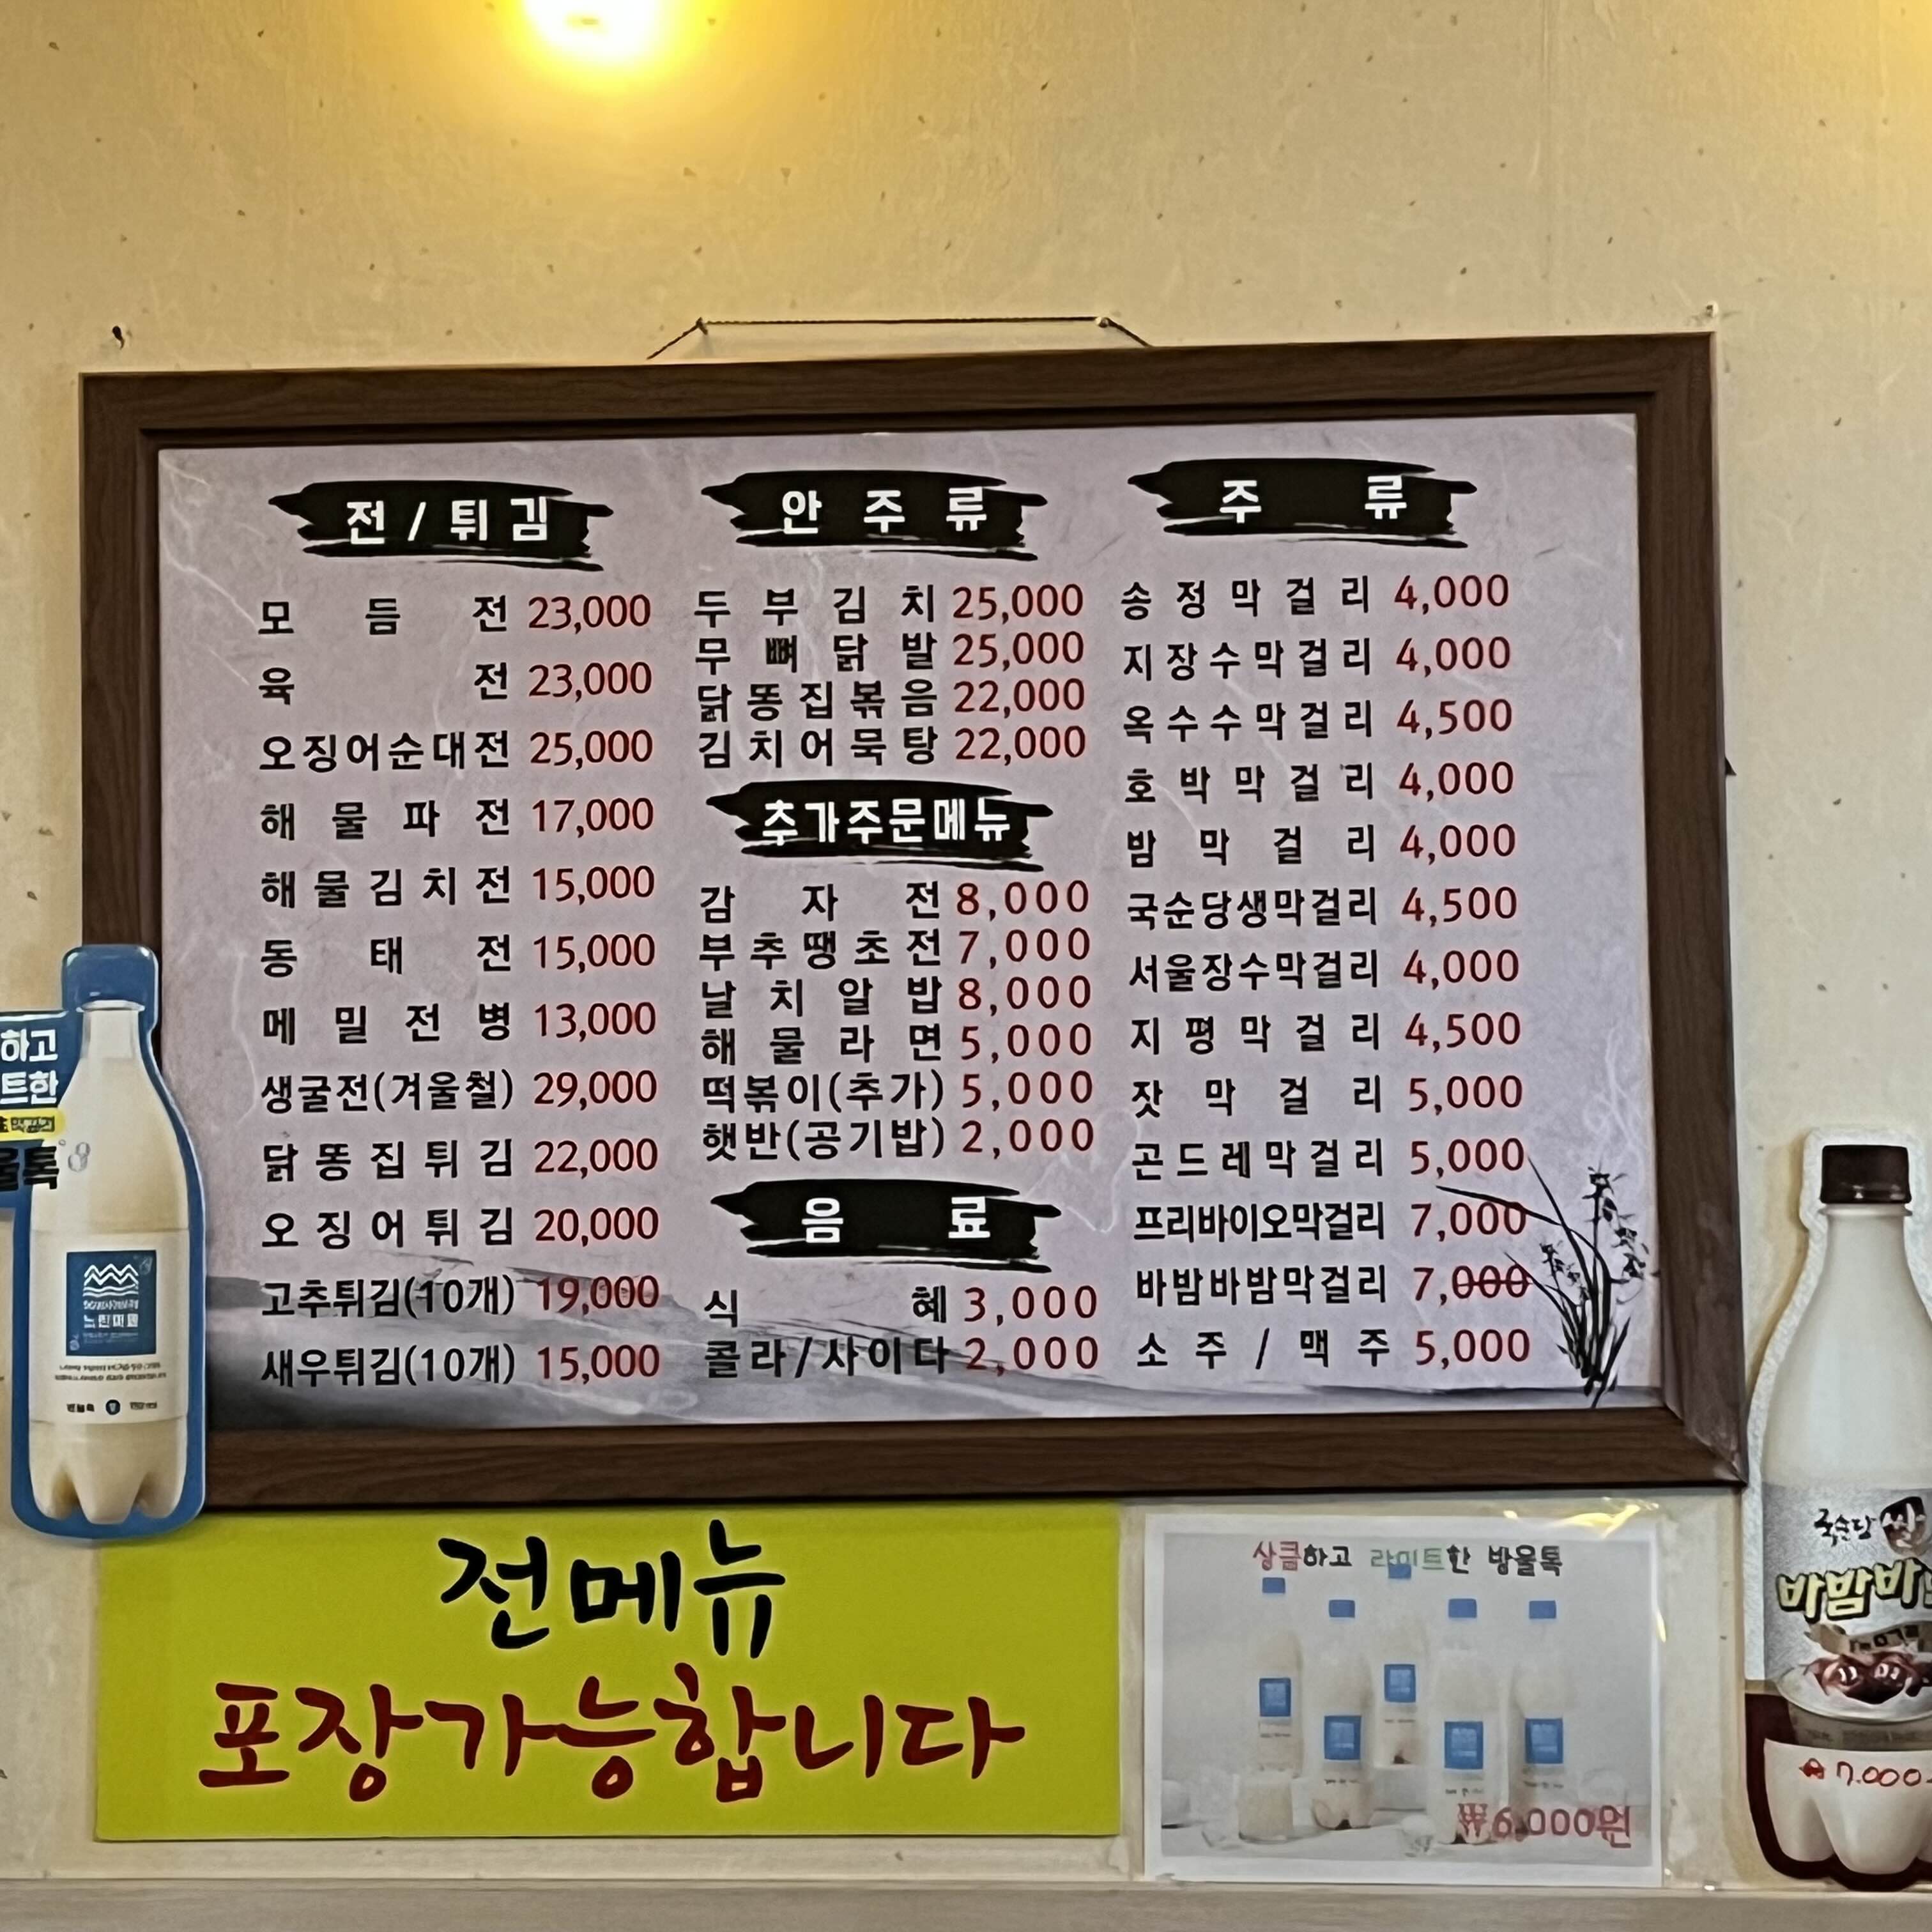 전/튀김
모듬전 23,000
육전 23,000
오징어순대전 25,000
해물파전 17,000
해물김치전 15,000
동태전 15,000
메밀전병 13,000
생굴전(겨울철) 29,000
닭똥집튀김 22,000
오징어튀김 20,000
고추튀김(10개) 19,000
새우튀김(10개) 15,000
안주류
두부김치 25,000
무뼈닭발 25,000
닭똥집볶음 22,000
김치어묵탕 22,000
추가주문메뉴
감자전 8,000
부추땡초전 7,000
날치알밥 8,000
해물라면 5,000
떡볶이(추가) 5,000
햇반(공기밥) 2,000
음료
식혜 3,000
콜라/사이다 2,000
주류
송정막걸리 4,000
지장수막걸리 4,000
옥수수막걸리 4,500
호박막걸리 4,000
밤막걸리 4,000
국순당생막걸리 4,500
서울장수막걸리 4,000
지평막걸리 4,500
잣막걸리 5,000
곤드레막걸리 5,000
프리바이오막걸리 7,000
바밤바밤막걸리 7,000
소주/맥주 5,000
하고
트한
울톡
전메뉴
포장가능합니다
상큼하고 라이트한 방울톡
₩6,000원
국순당 쌀
바밤바
7.000